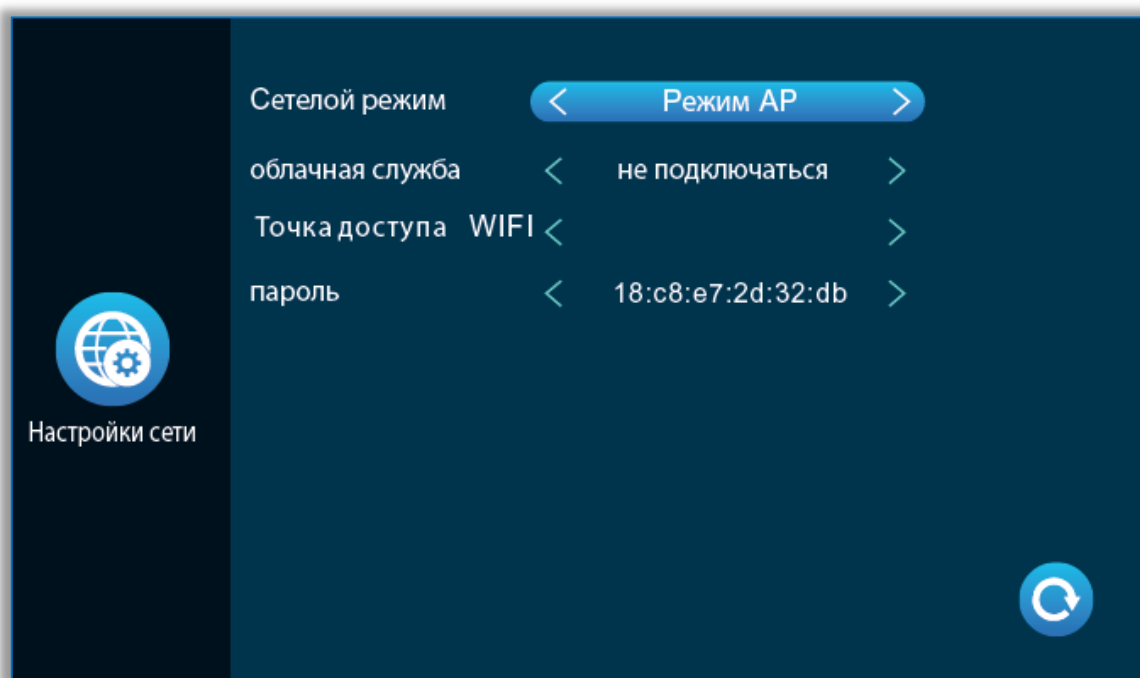 Сетелой режим < Режим AP >
облачная служба < не подключаться >
Точка доступа WIFI < >
пароль < 18:c8:e7:2d:32:db >
Настройки сети